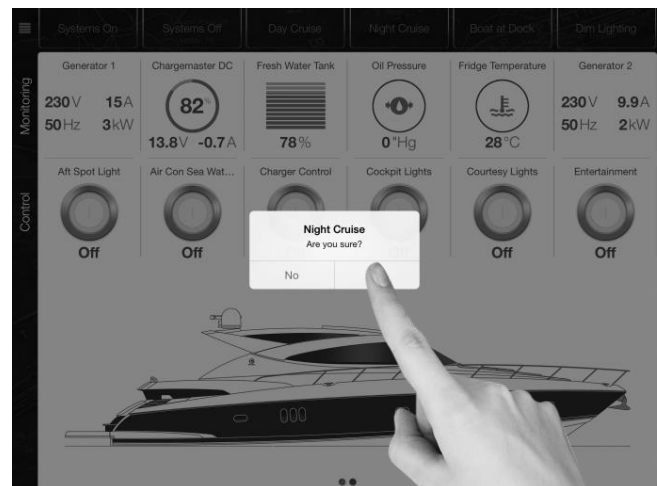 Systems On
Systems Off
Day Cruise
Night Cruise
Boat at Dock
Dim Lighting
Monitoring
Generator 1
230V 15A
50Hz 3kW
Chargemaster DC
82%
13.8V -0.7A
Fresh Water Tank
78%
Oil Pressure
0"Hg
Fridge Temperature
28°C
Generator 2
230V 9.9A
50Hz 2kW
Control
Aft Spot Light
Off
Air Con Sea Wat...
Off
Charger Control
Cockpit Lights
Courtesy Lights
Off
Entertainment
Off
Night Cruise
Are you sure?
No